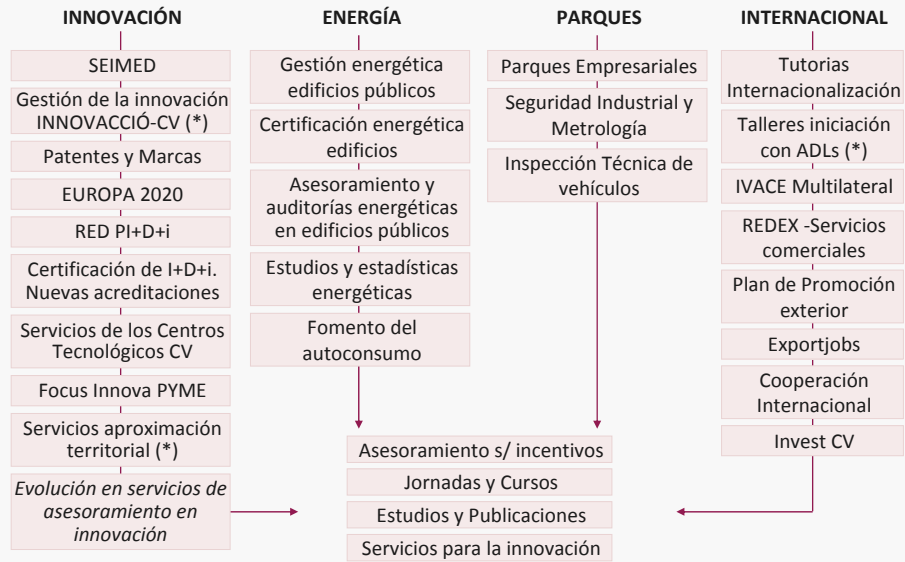 INNOVACIÓN
SEIMED
Gestión de la innovación
INNOVACCIÓ-CV (*)
Patentes y Marcas
EUROPA 2020
RED PI+D+i
Certificación de I+D+i.
Nuevas acreditaciones
Servicios de los Centros
Tecnológicos CV
Focus Innova PYME
Servicios aproximación
territorial (*)
Evolución en servicios de
asesoramiento en
innovación
ENERGÍA
Gestión energética
edificios públicos
Certificación energética
edificios
Asesoramiento y
auditorías energéticas
en edificios públicos
Estudios y estadísticas
energéticas
Fomento del
autoconsumo
PARQUES
Parques Empresariales
Seguridad Industrial y
Metrología
Inspección Técnica de
vehículos
INTERNACIONAL
Tutorias
Internacionalización
Talleres iniciación
con ADLs (*)
IVACE Multilateral
REDEX -Servicios
comerciales
Plan de Promoción
exterior
Exportjobs
Cooperación
Internacional
Invest CV
Asesoramiento s/ incentivos
Jornadas y Cursos
Estudios y Publicaciones
Servicios para la innovación